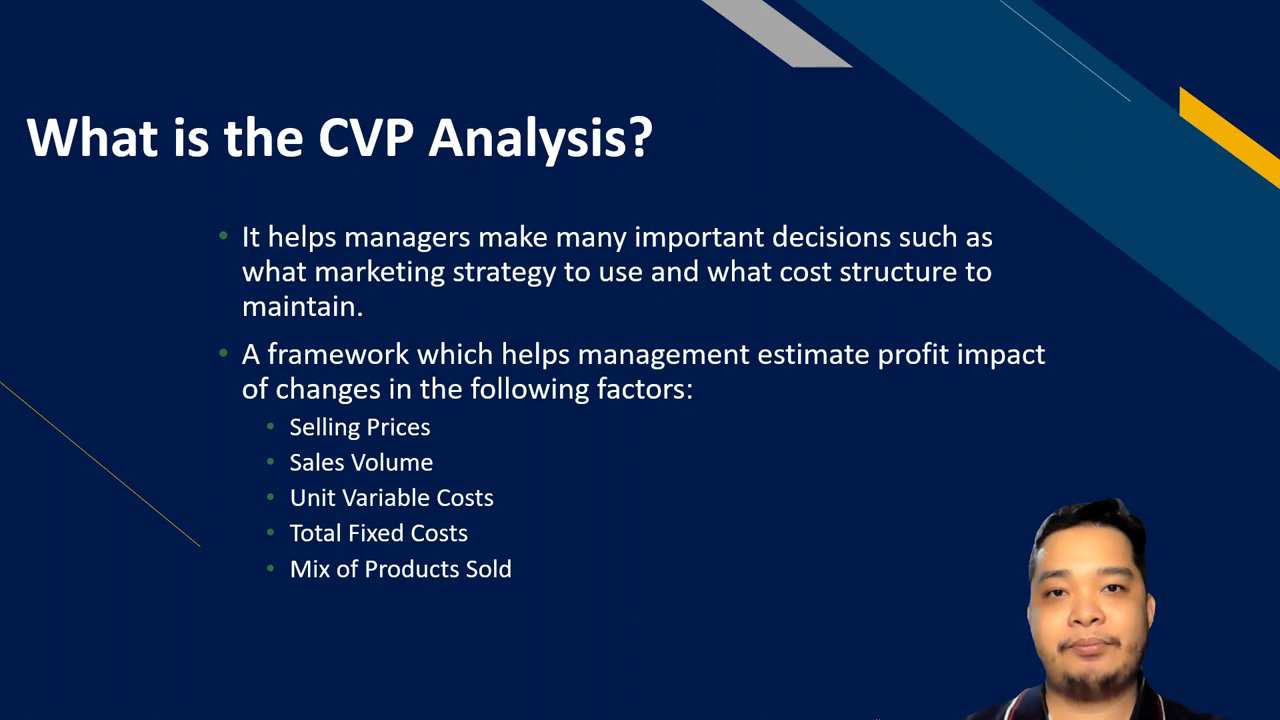 What is the CVP Analysis?
• It helps managers make many important decisions such as
what marketing strategy to use and what cost structure to
maintain.
• A framework which helps management estimate profit impact
of changes in the following factors:
• Selling Prices
• Sales Volume
• Unit Variable Costs
• Total Fixed Costs
• Mix of Products Sold